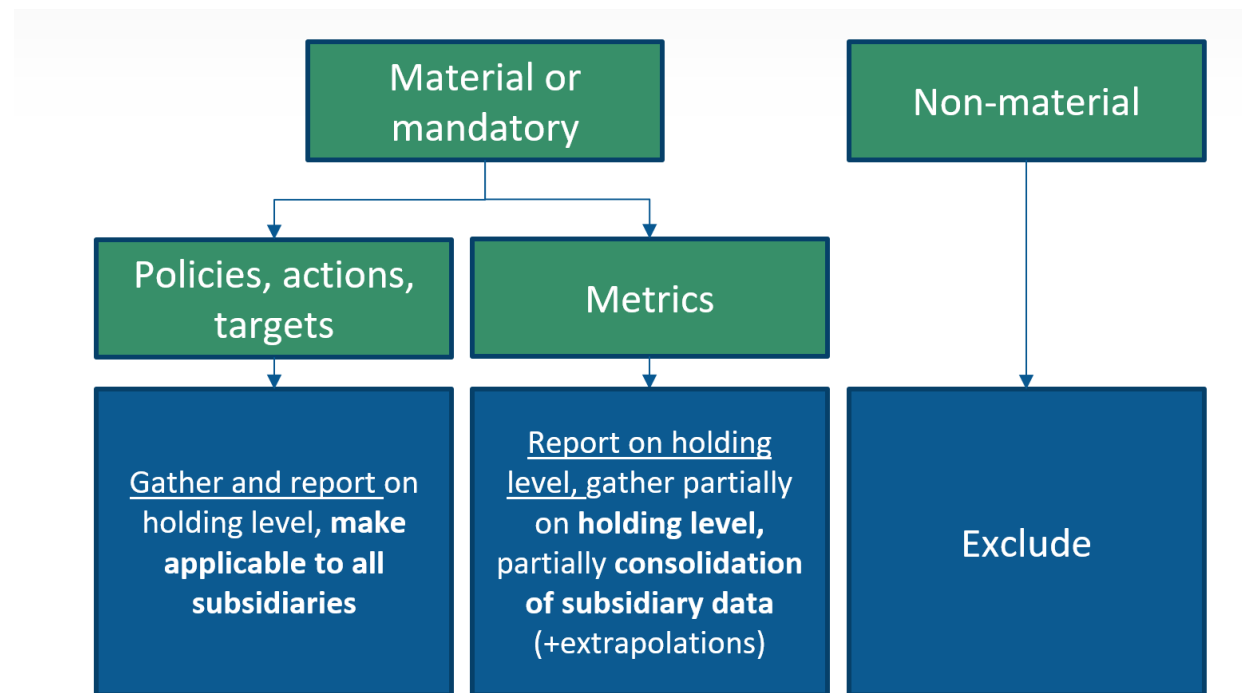 Material or
mandatory
Non-material
Policies, actions,
targets
Metrics
Gather and report on
holding level, make
applicable to all
subsidiaries
Report on holding
level, gather partially
on holding level,
partially consolidation
of subsidiary data
(+extrapolations)
Exclude